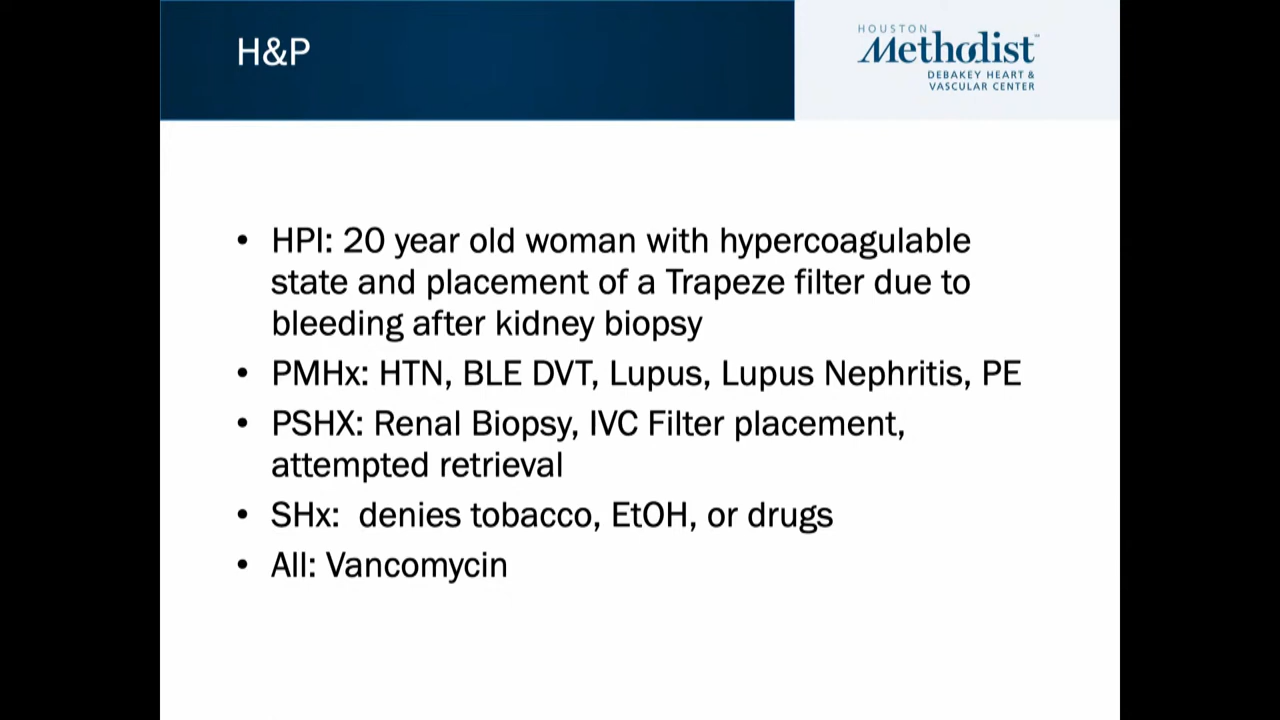 H&P
HOUSTON
Methodist
DEBAKEY HEART &
VASCULAR CENTER
• HPI: 20 year old woman with hypercoagulable
state and placement of a Trapeze filter due to
bleeding after kidney biopsy
• PMHx: HTN, BLE DVT, Lupus, Lupus Nephritis, PE
• PSHX: Renal Biopsy, IVC Filter placement,
attempted retrieval
• SHx:  denies tobacco, EtOH, or drugs
• All: Vancomycin